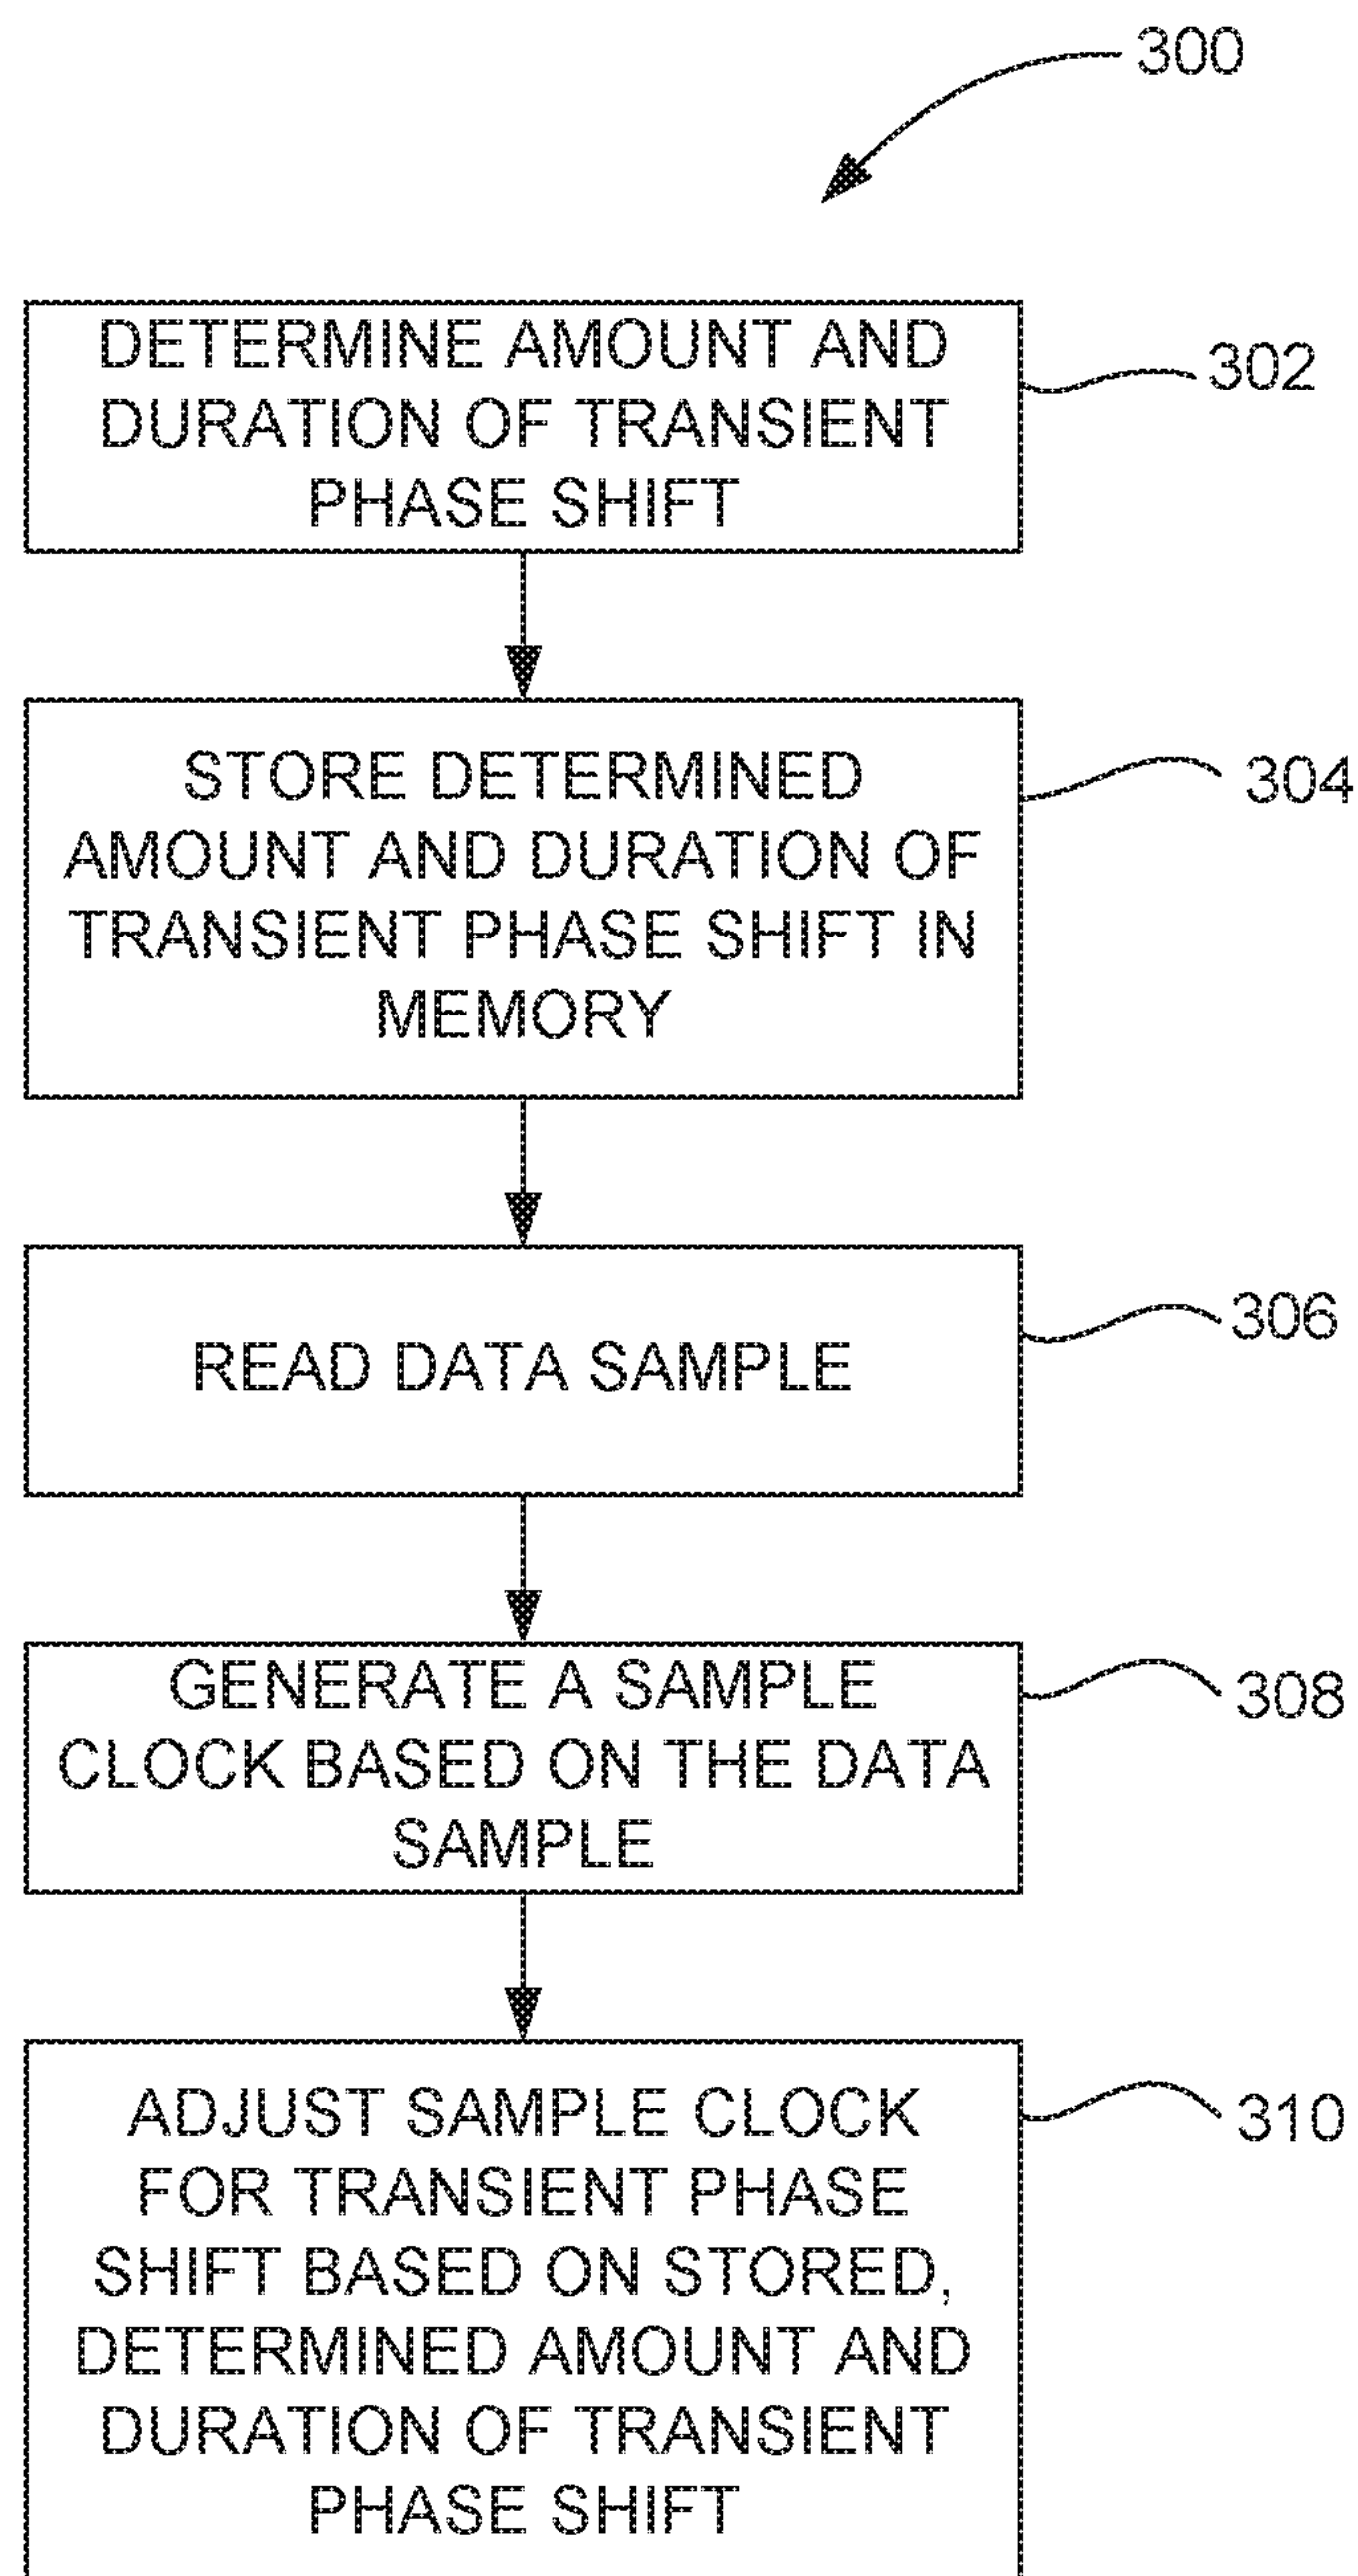 300
DETERMINE AMOUNT AND
DURATION OF TRANSIENT
PHASE SHIFT
302
STORE DETERMINED
AMOUNT AND DURATION OF
TRANSIENT PHASE SHIFT IN
MEMORY
304
READ DATA SAMPLE
306
GENERATE A SAMPLE
CLOCK BASED ON THE DATA
SAMPLE
308
ADJUST SAMPLE CLOCK
FOR TRANSIENT PHASE
SHIFT BASED ON STORED,
DETERMINED AMOUNT AND
DURATION OF TRANSIENT
PHASE SHIFT
310